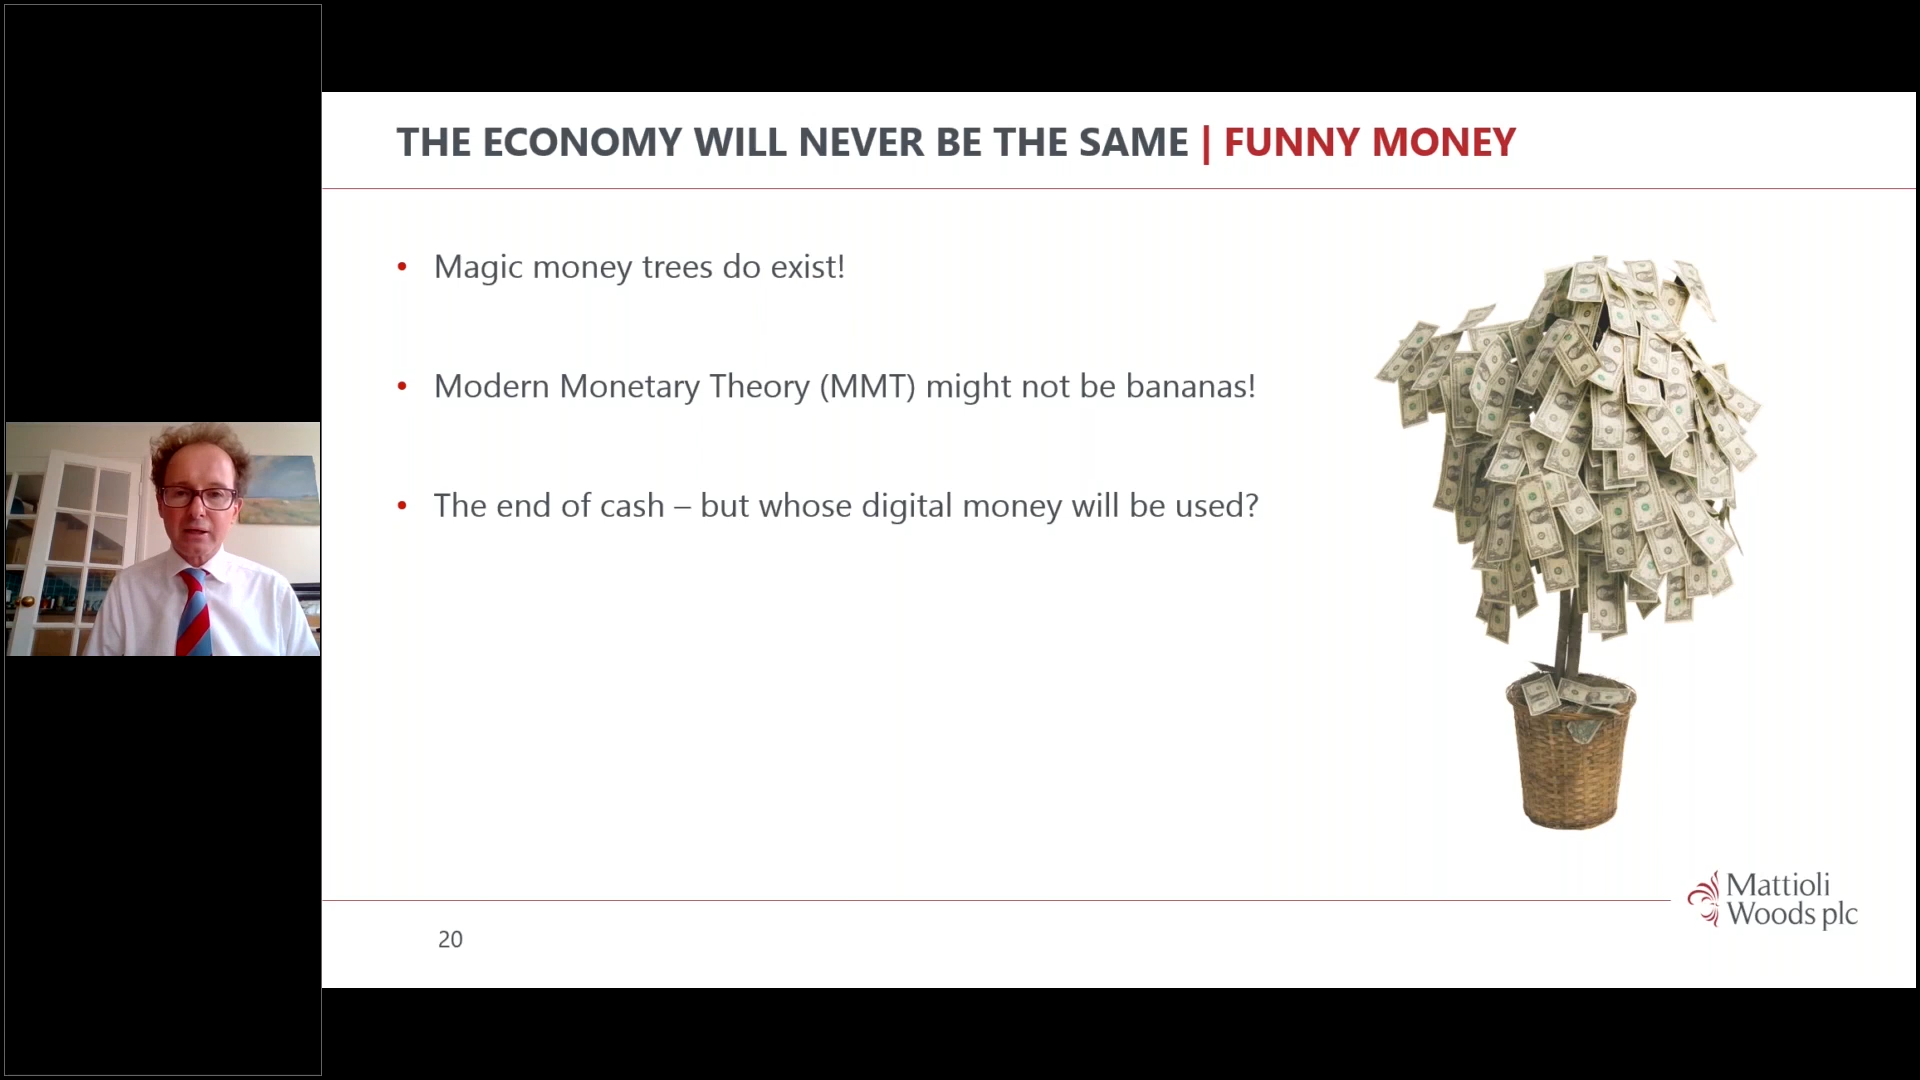 THE ECONOMY WILL NEVER BE THE SAME | FUNNY MONEY
• Magic money trees do exist!
• Modern Monetary Theory (MMT) might not be bananas!
• The end of cash – but whose digital money will be used?
Mattioli
Woods plc
20